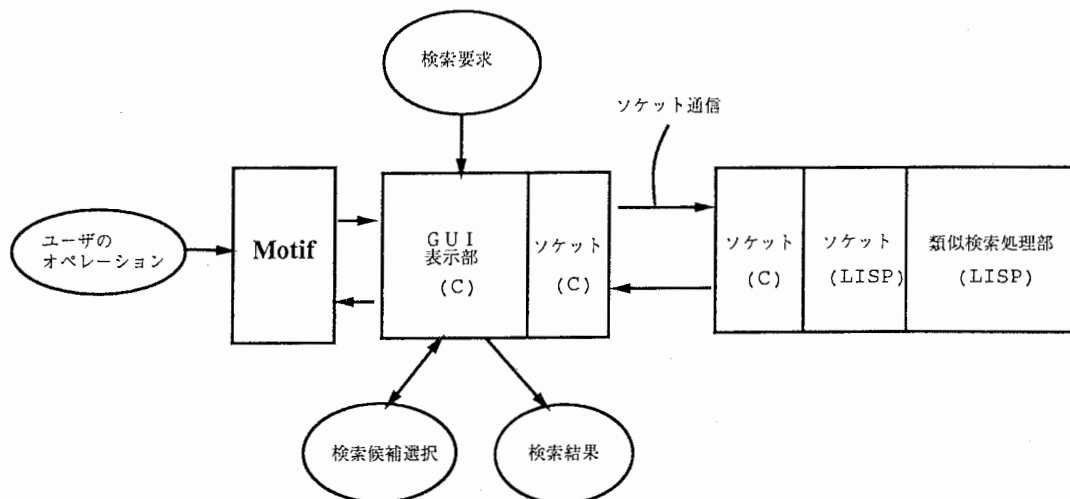 検索要求
ソケット通信
ユーザの
オペレーション
Motif
GUI
表示部
(C)
ソケット
(C)
ソケット
(C)
ソケット
(LISP)
類似検索処理部
(LISP)
検索候補選択
検索結果